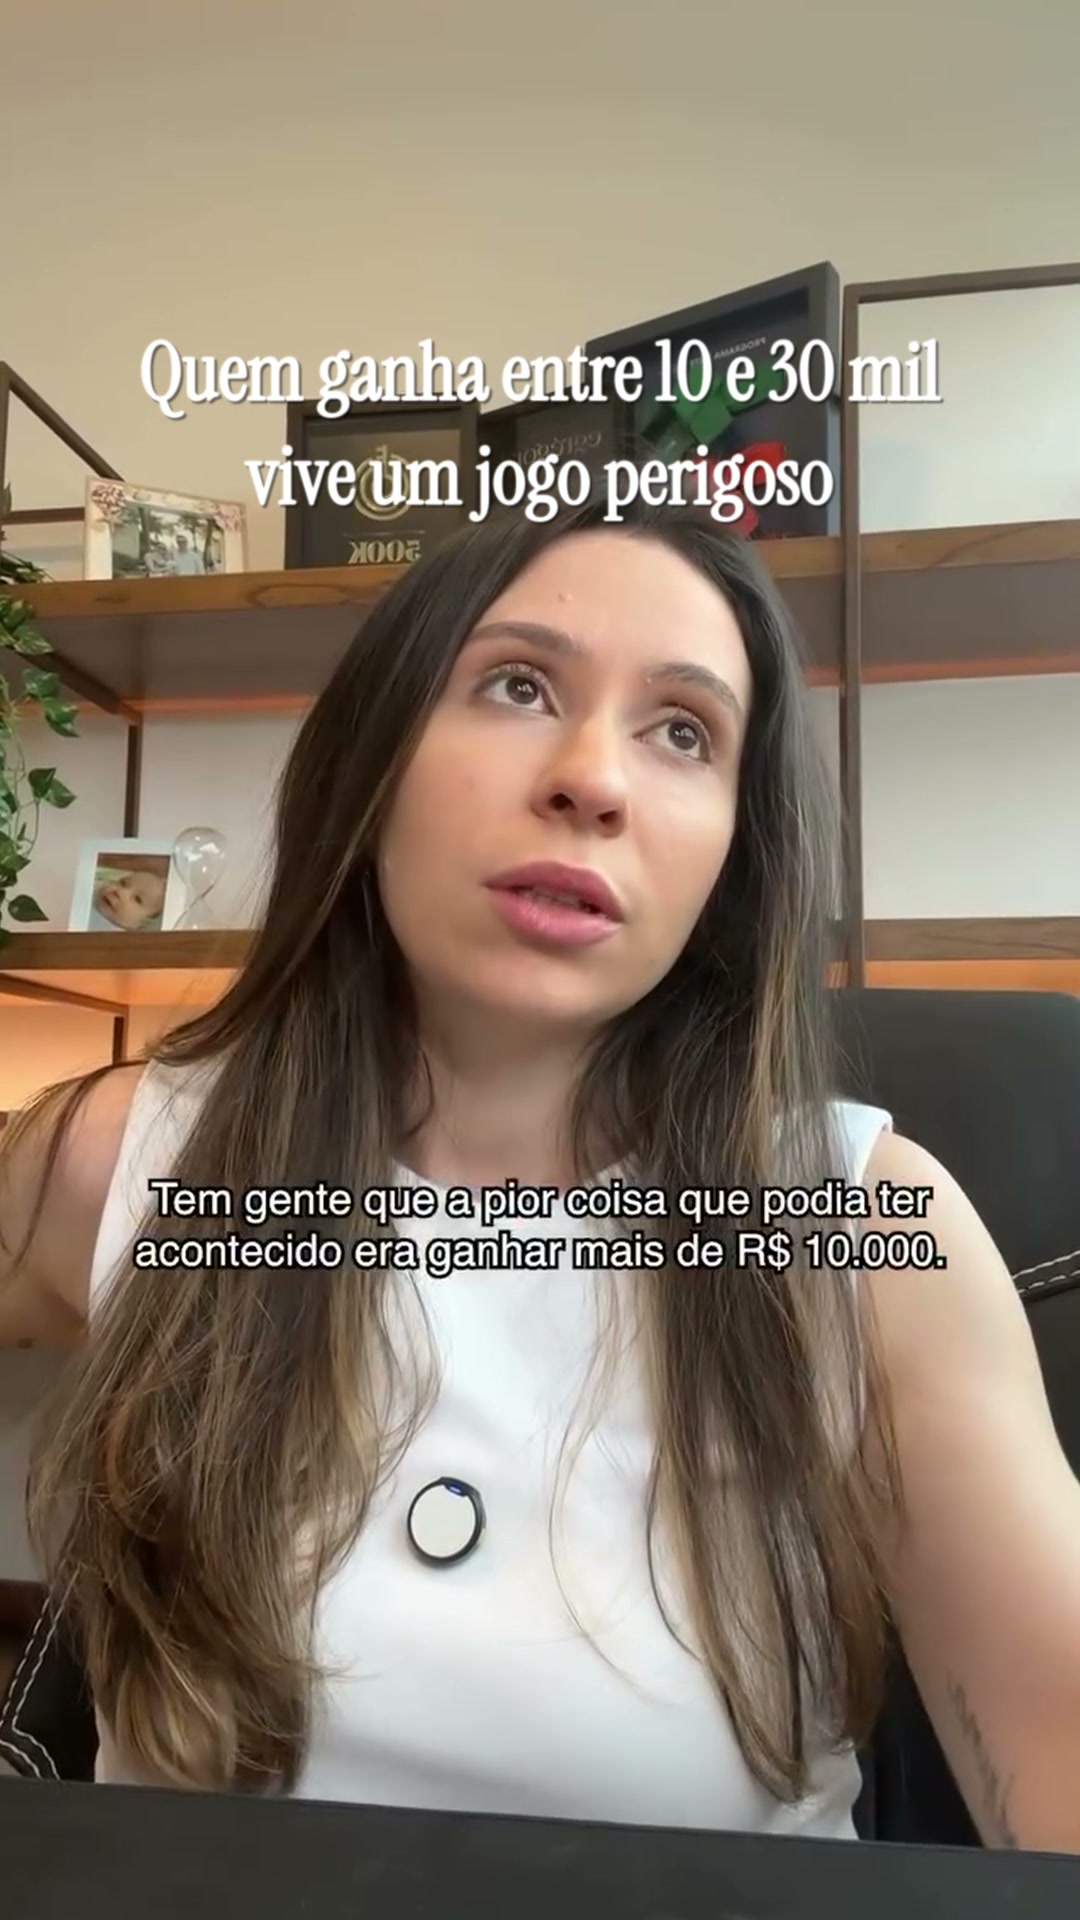 Quem ganha entre 10 e 30 mil
vive um jogo perigoso
PROGRAMA
500K
Tem gente que a pior coisa que podia ter
acontecido era ganhar mais de R$ 10.000.